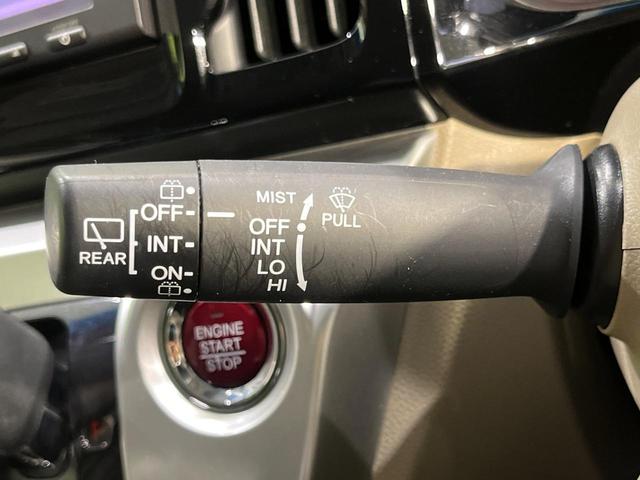 OFF
REAR
INT
ON
MIST
OFF
INT
LO
HI
PULL
ENGINE
START
STOP